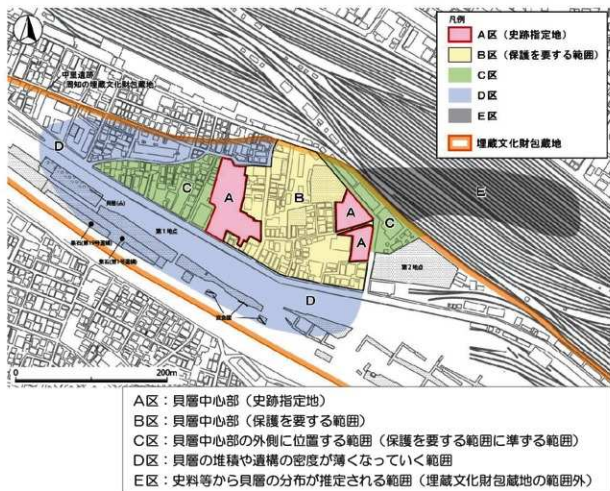 凡例
A区（史跡指定地）
B区（保護を要する範囲）
C区
D区
E区
埋蔵文化財包蔵地
中里遺跡
（周知の埋蔵文化財包蔵地）
D
C
A
B
A
A
C
E
D
貝層(A)
第1地点
第2地点
0
200m
A区：貝層中心部（史跡指定地）
B区：貝層中心部（保護を要する範囲）
C区：貝層中心部の外側に位置する範囲（保護を要する範囲に準ずる範囲）
D区：貝層の堆積や遺構の密度が薄くなっていく範囲
E区：史料等から貝層の分布が推定される範囲（埋蔵文化財包蔵地の範囲外）